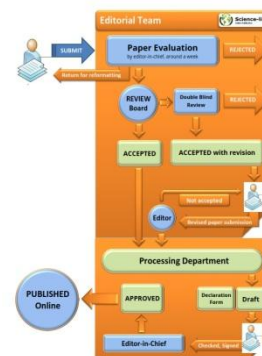 Editorial Team
Science-ii
SUBMIT
Paper Evaluation
by editor-in-chief, around a week
REJECTED
Return for reformatting
REVIEW
Board
Double Blind
Review
REJECTED
ACCEPTED
ACCEPTED with revision
Not accepted
Editor
Revised paper submission
Processing Department
PUBLISHED
Online
APPROVED
Declaration
Form
Draft
Editor-in-Chief
Checked, Signed